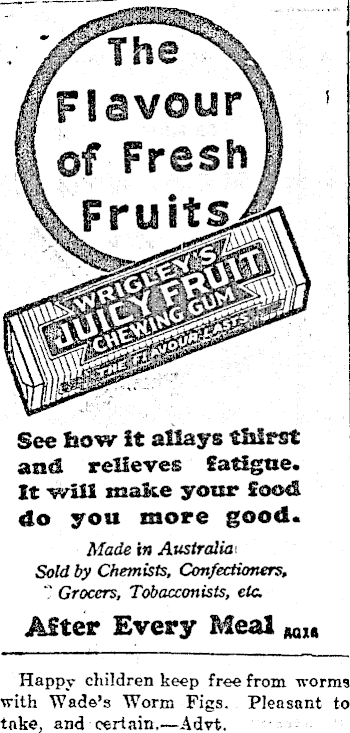 The
Flavour
of Fresh
Fruits
WRIGLEY'S
JUICY FRUIT
CHEWING GUM
THE FLAVOUR LASTS
See how it allays thirst
and relieves fatigue.
It will make your food
do you more good.
Made in Australia
Sold by Chemists, Confectioners,
Grocers, Tobacconists, etc.
After Every Meal
Happy children keep free from worms
with Wade's Worm Figs. Pleasant to
take, and certain.—Advt.